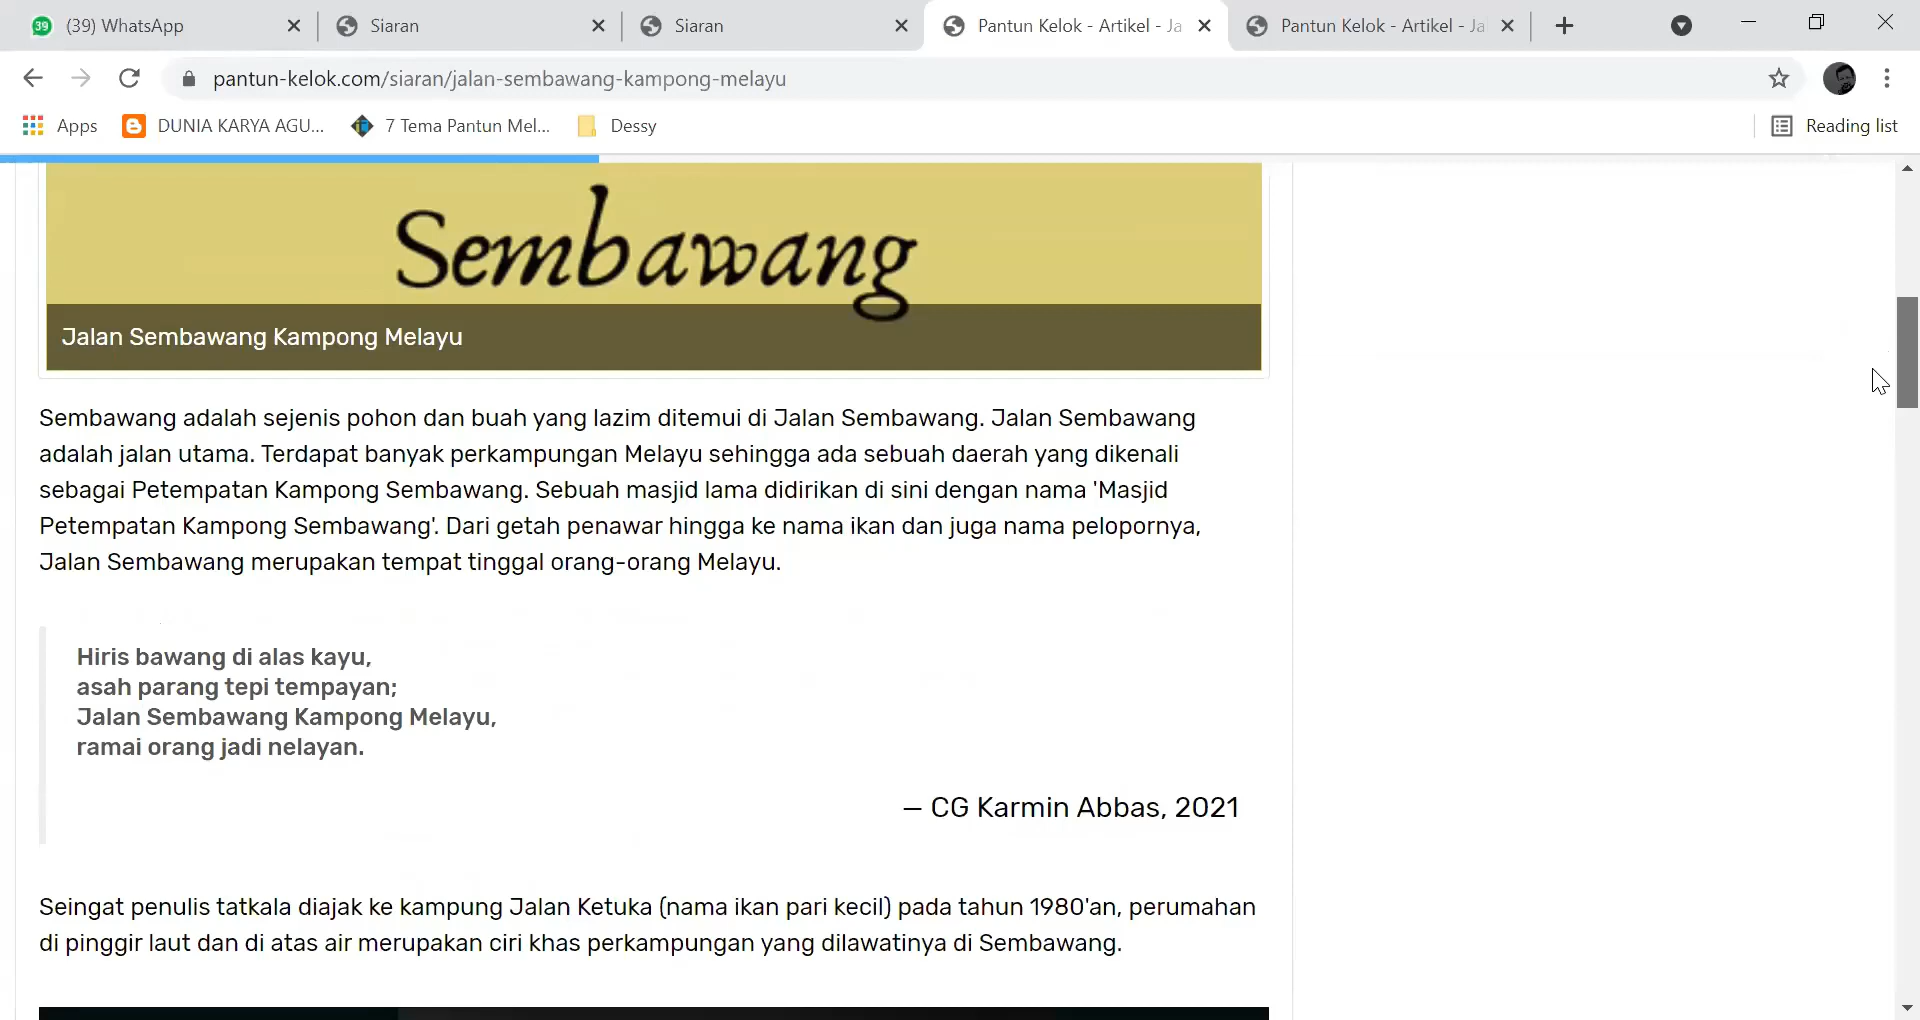 39
(39) WhatsApp
Siaran
Siaran
Pantun Kelok - Artikel - Ja
Pantun Kelok - Artikel - Ja
pantun-kelok.com/siaran/jalan-sembawang-kampong-melayu
Apps
DUNIA KARYA AGU...
7 Tema Pantun Mel...
Dessy
Reading list
Sembawang
Jalan Sembawang Kampong Melayu
Sembawang adalah sejenis pohon dan buah yang lazim ditemui di Jalan Sembawang. Jalan Sembawang
adalah jalan utama. Terdapat banyak perkampungan Melayu sehingga ada sebuah daerah yang dikenali
sebagai Petempatan Kampong Sembawang. Sebuah masjid lama didirikan di sini dengan nama 'Masjid
Petempatan Kampong Sembawang'. Dari getah penawar hingga ke nama ikan dan juga nama pelopornya,
Jalan Sembawang merupakan tempat tinggal orang-orang Melayu.
Hiris bawang di alas kayu,
asah parang tepi tempayan;
Jalan Sembawang Kampong Melayu,
ramai orang jadi nelayan.
— CG Karmin Abbas, 2021
Seingat penulis tatkala diajak ke kampung Jalan Ketuka (nama ikan pari kecil) pada tahun 1980'an, perumahan
di pinggir laut dan di atas air merupakan ciri khas perkampungan yang dilawatinya di Sembawang.